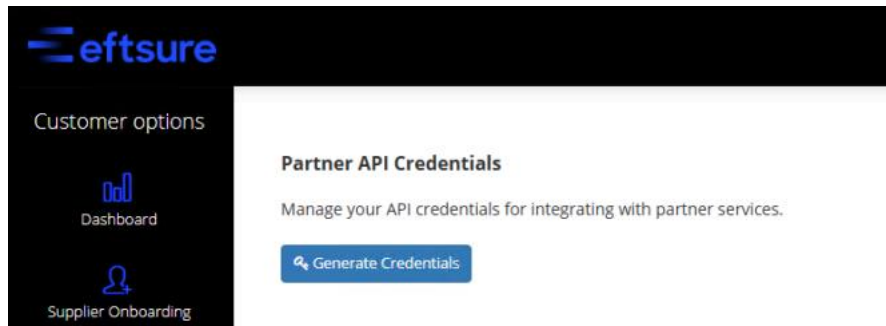 eftsure
Customer options
Dashboard
Supplier Onboarding
Partner API Credentials
Manage your API credentials for integrating with partner services.
Generate Credentials